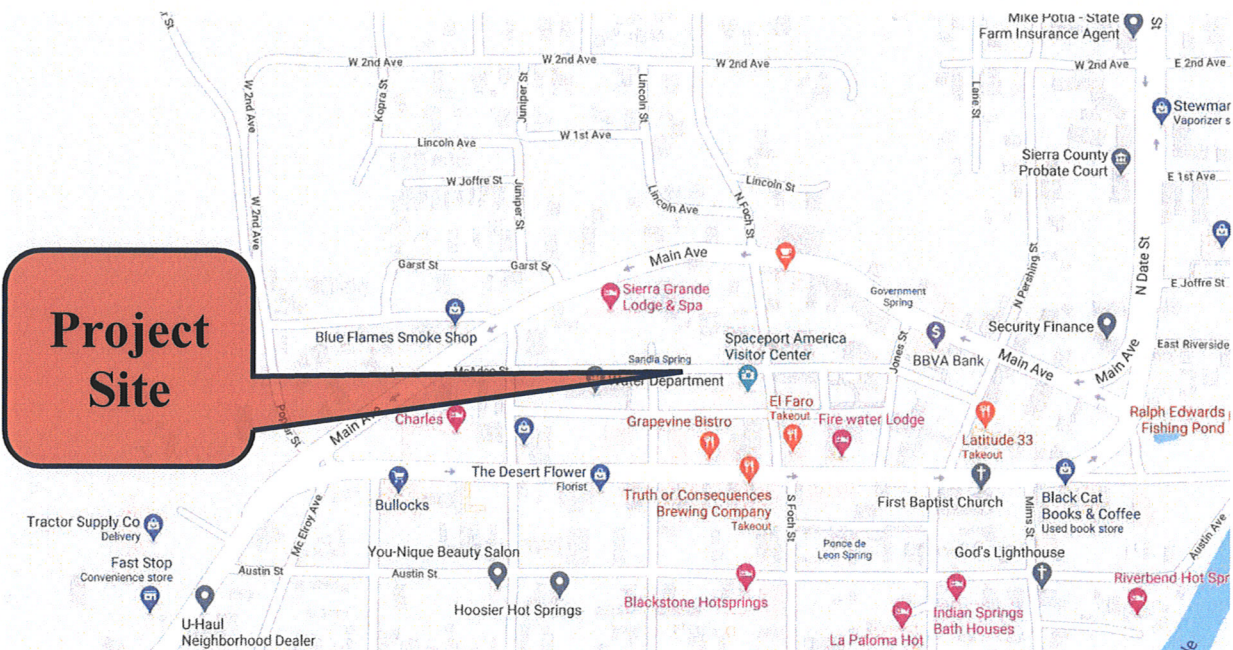 Mike Potia - State
Farm Insurance Agent
St
W 2nd Ave
W 2nd Ave
W 2nd Ave
W 2nd Ave
E 2nd Ave
W 2nd Ave
Kopra St
Juniper St
Lincoln St
Lane St
Stewmar
Vaporizer s
W 1st Ave
Lincoln Ave
Sierra County
Probate Court
E 1st Ave
W Joffre St
Juniper St
Lincoln St
Lincoln Ave
N Foch St
W 2nd Ave
Main Ave
Garst St
Garst St
N Pershing St
N Date St
E Joffre St
Sierra Grande
Lodge & Spa
Government
Spring
Project
Site
Blue Flames Smoke Shop
Security Finance
Spaceport America
Visitor Center
Jones St
BBVA Bank
Main Ave
Main Ave
East Riverside
Sandia Spring
McAdoo St
Water Department
Main Ave
Charles
Grapevine Bistro
El Faro
Takeout
Fire water Lodge
Latitude 33
Takeout
Ralph Edwards
Fishing Pond
The Desert Flower
Florist
Bullocks
Truth or Consequences
Brewing Company
Takeout
S Foch St
First Baptist Church
Mims St
Black Cat
Books & Coffee
Used book store
Tractor Supply Co
Delivery
Mc Elroy Ave
Ponce de
Leon Spring
Austin Ave
Fast Stop
Convenience store
Austin St
You-Nique Beauty Salon
Austin St
God's Lighthouse
Hoosier Hot Springs
Blackstone Hotsprings
Riverbend Hot Spr
Indian Springs
Bath Houses
U-Haul
Neighborhood Dealer
La Paloma Hot